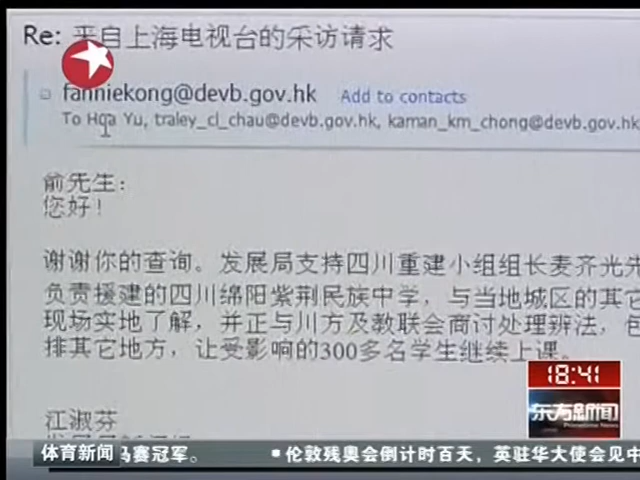 Re: 来自上海电视台的采访请求
fanniekong@devb.gov.hk Add to contacts
To Hua Yu, traley_cl_chau@devb.gov.hk, kaman_km_chong@devb.gov.hk
俞先生：
您好！
谢谢你的查询。发展局支持四川重建小组组长麦齐光先
负责援建的四川绵阳紫荆民族中学，与当地城区的其它
现场实地了解，并正与川方及教联会商讨处理办法，包
排其它地方，让受影响的300多名学生继续上课。
江淑芬
18:41
东方新闻
体育新闻 马赛冠军。 ●伦敦残奥会倒计时百天，英驻华大使会见中